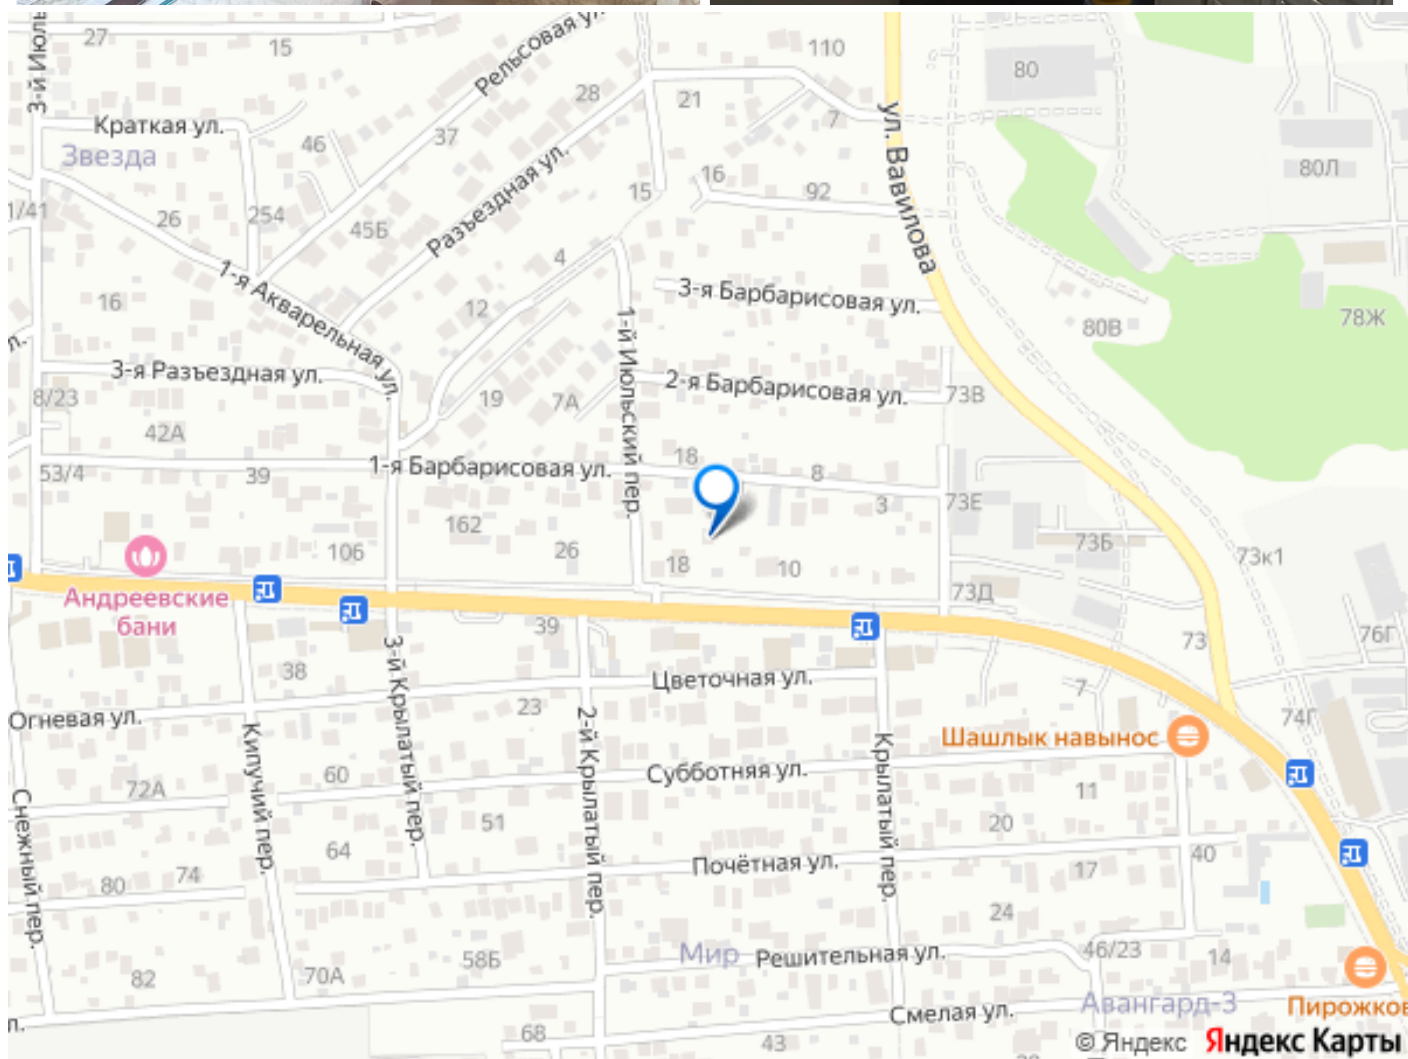 27
15
3-й Июл
Рельсовая ул.
110
80
28
21
7
ул. Вавилова
Краткая ул.
46
37
Звезда
80Л
Разъездная ул.
16
15
92
1/41
26
254
45Б
4
1-я Акварельная ул.
3-я Барбарисовая ул.
16
12
1-й Июльский пер.
80В
78Ж
л.
3-я Разъездная ул.
2-я Барбарисовая ул.
73В
8/23
19
7А
42А
18
53/4
39
1-я Барбарисовая ул.
8
3
73Е
162
106
26
18
10
73Б
73к1
73Д
Андреевские
бани
39
73
76Г
38
3-й Крылатый пер.
Цветочная ул.
7
Огневая ул.
23
2-й Крылатый пер.
74Г
Кипучий пер.
Шашлык навынос
Крылатый пер.
60
Субботняя ул.
72А
11
Снежный пер.
51
20
64
Почётная ул.
40
80
74
17
24
Мир
Решительная ул.
46/23
14
58Б
82
70А
Авангард-3
Пирожков
Смелая ул.
л.
68
43
© Яндекс Яндекс Карты